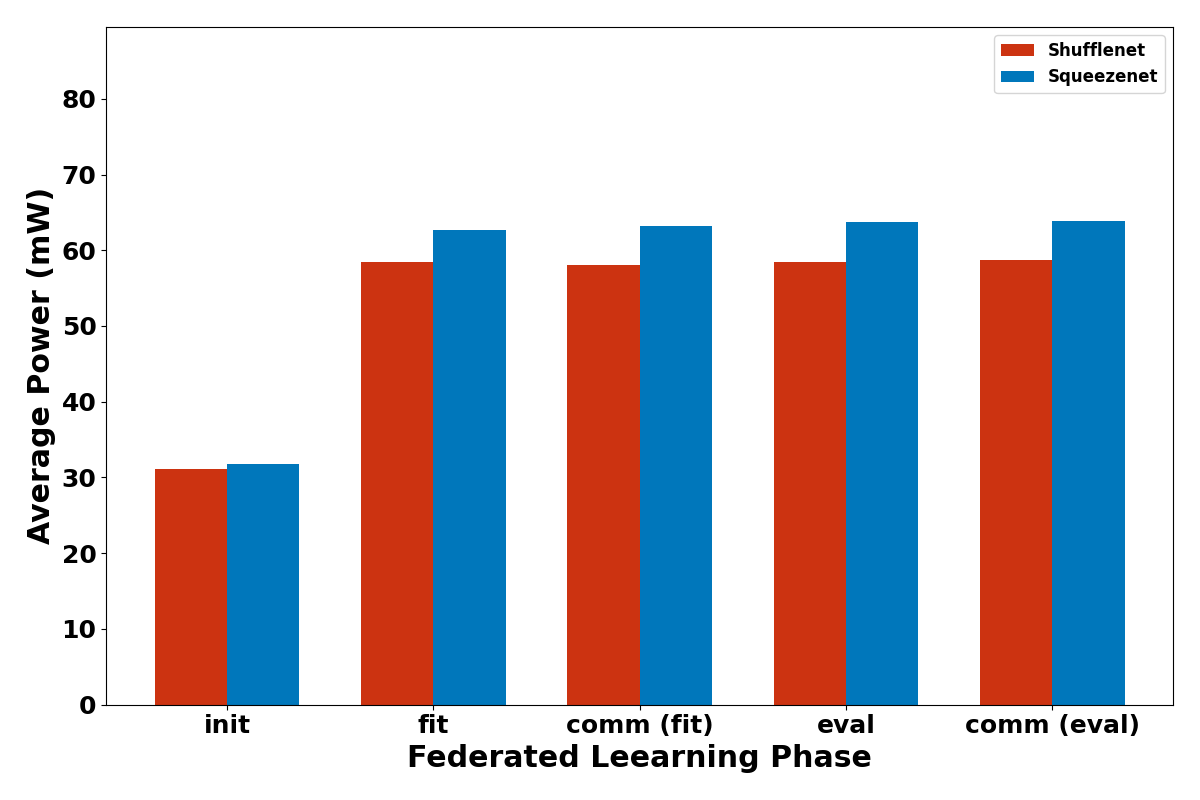 Shufflenet
Squeezenet
Average Power (mW)
80
70
60
50
40
30
20
10
0
init fit comm (fit) eval comm (eval)
Federated Leearning Phase